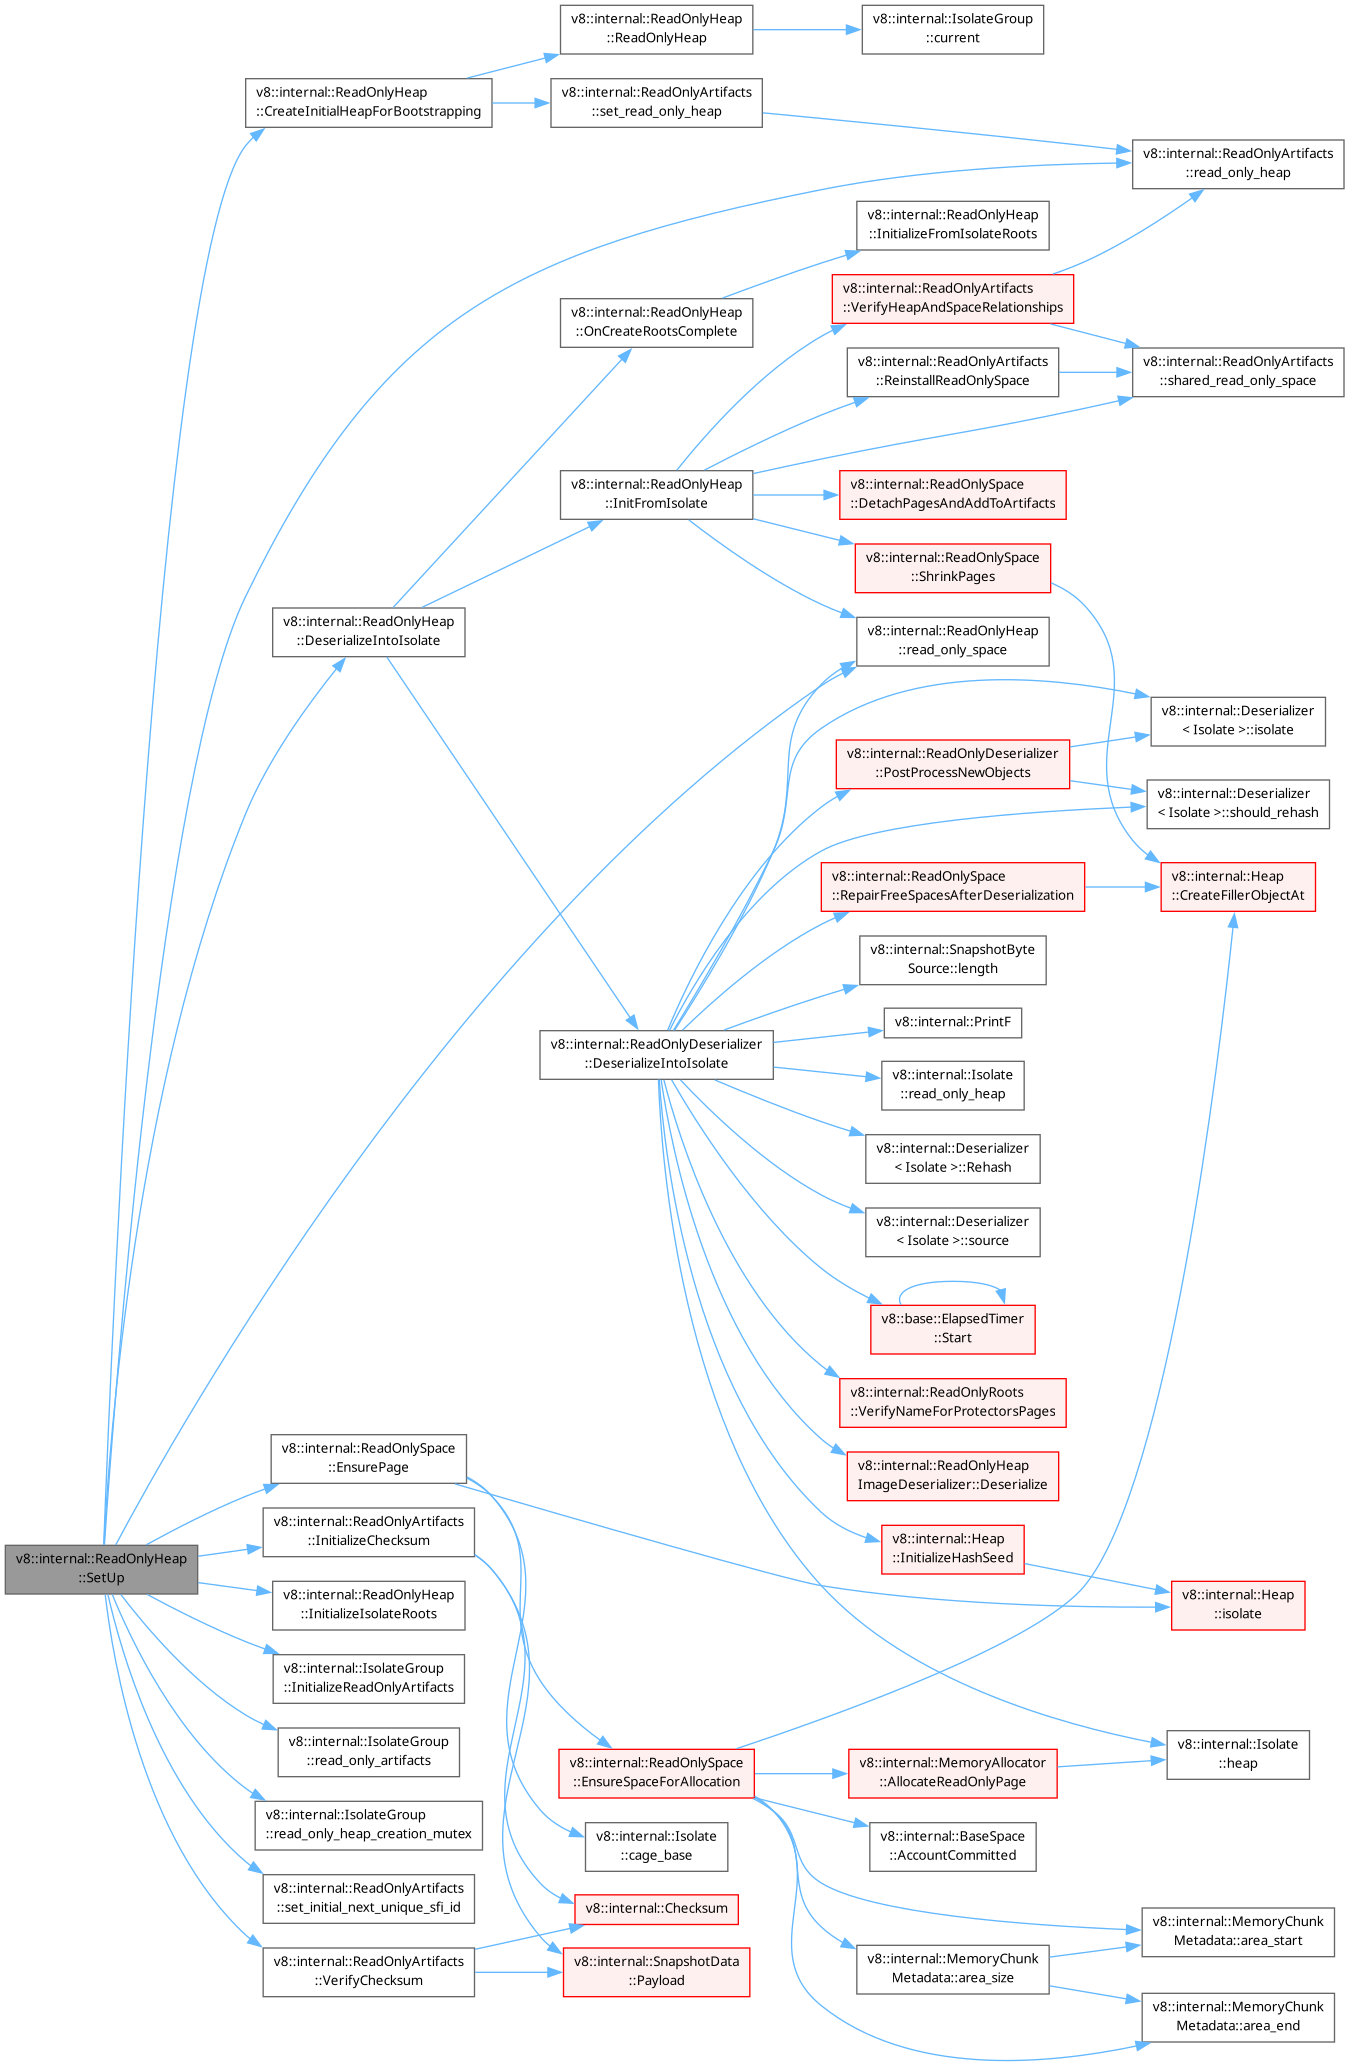 v8::internal::ReadOnlyHeap
::ReadOnlyHeap
v8::internal::IsolateGroup
::current
v8::internal::ReadOnlyHeap
::CreateInitialHeapForBootstrapping
v8::internal::ReadOnlyArtifacts
::set_read_only_heap
v8::internal::ReadOnlyArtifacts
::read_only_heap
v8::internal::ReadOnlyHeap
::InitializeFromIsolateRoots
v8::internal::ReadOnlyArtifacts
::VerifyHeapAndSpaceRelationships
v8::internal::ReadOnlyHeap
::OnCreateRootsComplete
v8::internal::ReadOnlyArtifacts
::ReinstallReadOnlySpace
v8::internal::ReadOnlyArtifacts
::shared_read_only_space
v8::internal::ReadOnlyHeap
::InitFromIsolate
v8::internal::ReadOnlySpace
::DetachPagesAndAddToArtifacts
v8::internal::ReadOnlySpace
::ShrinkPages
v8::internal::ReadOnlyHeap
::DeserializeIntoIsolate
v8::internal::ReadOnlyHeap
::read_only_space
v8::internal::Deserializer
< Isolate >::isolate
v8::internal::ReadOnlyDeserializer
::PostProcessNewObjects
v8::internal::Deserializer
< Isolate >::should_rehash
v8::internal::ReadOnlySpace
::RepairFreeSpacesAfterDeserialization
v8::internal::Heap
::CreateFillerObjectAt
v8::internal::SnapshotByte
Source::length
v8::internal::PrintF
v8::internal::ReadOnlyDeserializer
::DeserializeIntoIsolate
v8::internal::Isolate
::read_only_heap
v8::internal::Deserializer
< Isolate >::Rehash
v8::internal::Deserializer
< Isolate >::source
v8::base::ElapsedTimer
::Start
v8::internal::ReadOnlyRoots
::VerifyNameForProtectorsPages
v8::internal::ReadOnlySpace
::EnsurePage
v8::internal::ReadOnlyHeap
ImageDeserializer::Deserialize
v8::internal::ReadOnlyArtifacts
::InitializeChecksum
v8::internal::Heap
::InitializeHashSeed
v8::internal::ReadOnlyHeap
::SetUp
v8::internal::ReadOnlyHeap
::InitializeIsolateRoots
v8::internal::Heap
::isolate
v8::internal::IsolateGroup
::InitializeReadOnlyArtifacts
v8::internal::IsolateGroup
::read_only_artifacts
v8::internal::Isolate
::heap
v8::internal::ReadOnlySpace
::EnsureSpaceForAllocation
v8::internal::MemoryAllocator
::AllocateReadOnlyPage
v8::internal::IsolateGroup
::read_only_heap_creation_mutex
v8::internal::Isolate
::cage_base
v8::internal::BaseSpace
::AccountCommitted
v8::internal::ReadOnlyArtifacts
::set_initial_next_unique_sfi_id
v8::internal::Checksum
v8::internal::MemoryChunk
Metadata::area_start
v8::internal::ReadOnlyArtifacts
::VerifyChecksum
v8::internal::SnapshotData
::Payload
v8::internal::MemoryChunk
Metadata::area_size
v8::internal::MemoryChunk
Metadata::area_end